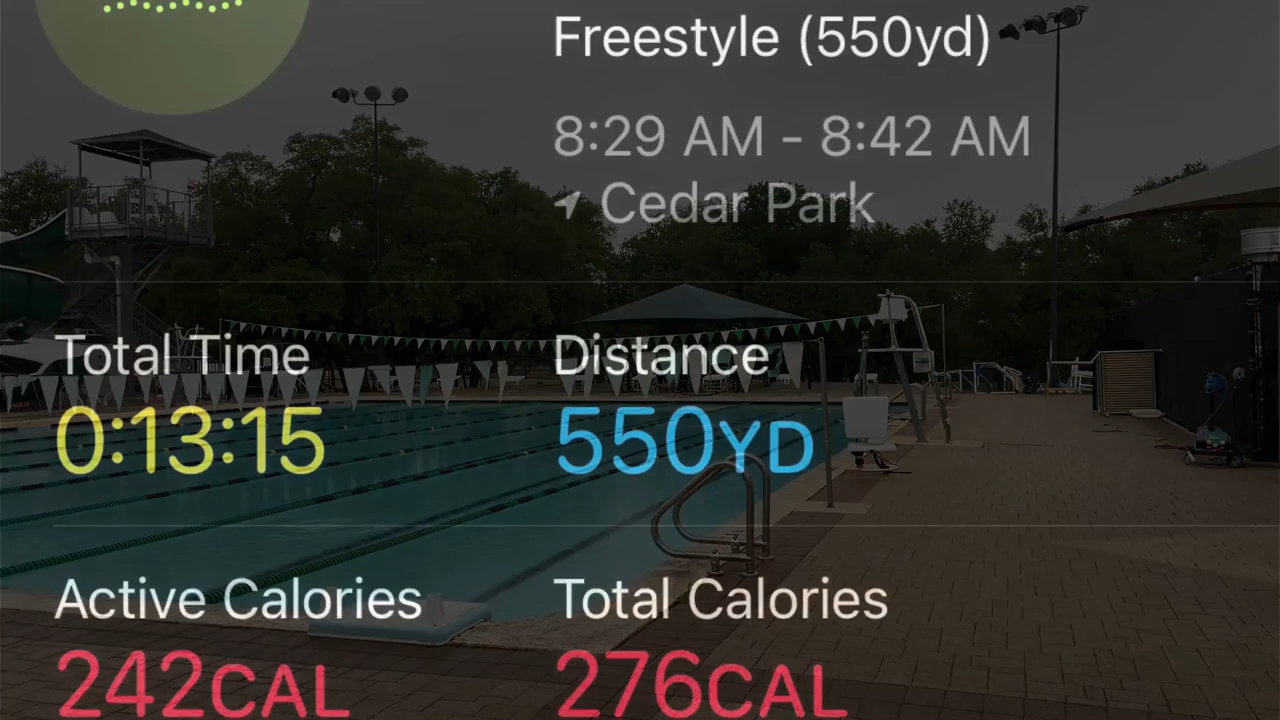 Freestyle (550yd)
8:29 AM - 8:42 AM
Cedar Park
Total Time
Distance
0:13:15
550YD
Active Calories
Total Calories
242CAL
276CAL